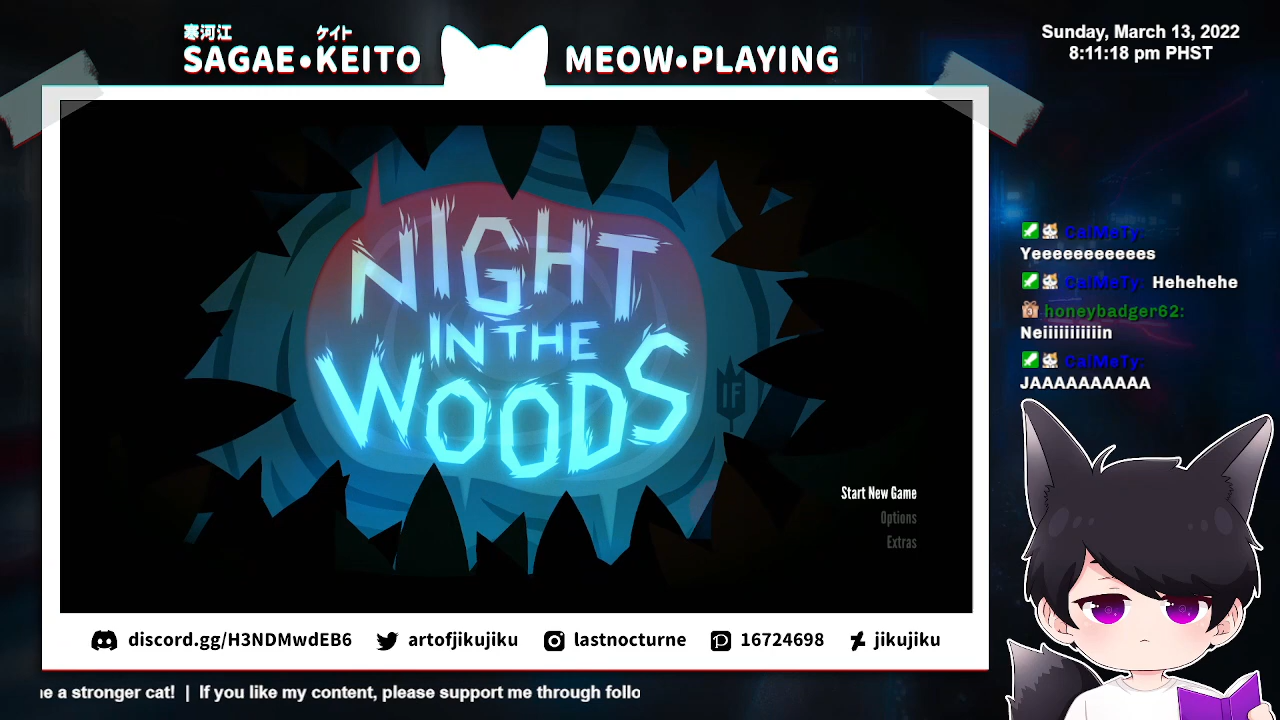 寒河江 ケイト
SAGAE•KEITO MEOW•PLAYING
Sunday, March 13, 2022
8:11:18 pm PHST
NIGHT
IN THE
WOODS
IF
Start New Game
Options
Extras
CalMeTy:
Yeeeeeeeeeees
CalMeTy: Hehehehe
honeybadger62:
Neiiiiiiiiiin
CalMeTy:
JAAAAAAAAAA
discord.gg/H3NDMwdEB6 artofjikujiku lastnocturne 16724698 jikujiku
e a stronger cat! | If you like my content, please support me through follo